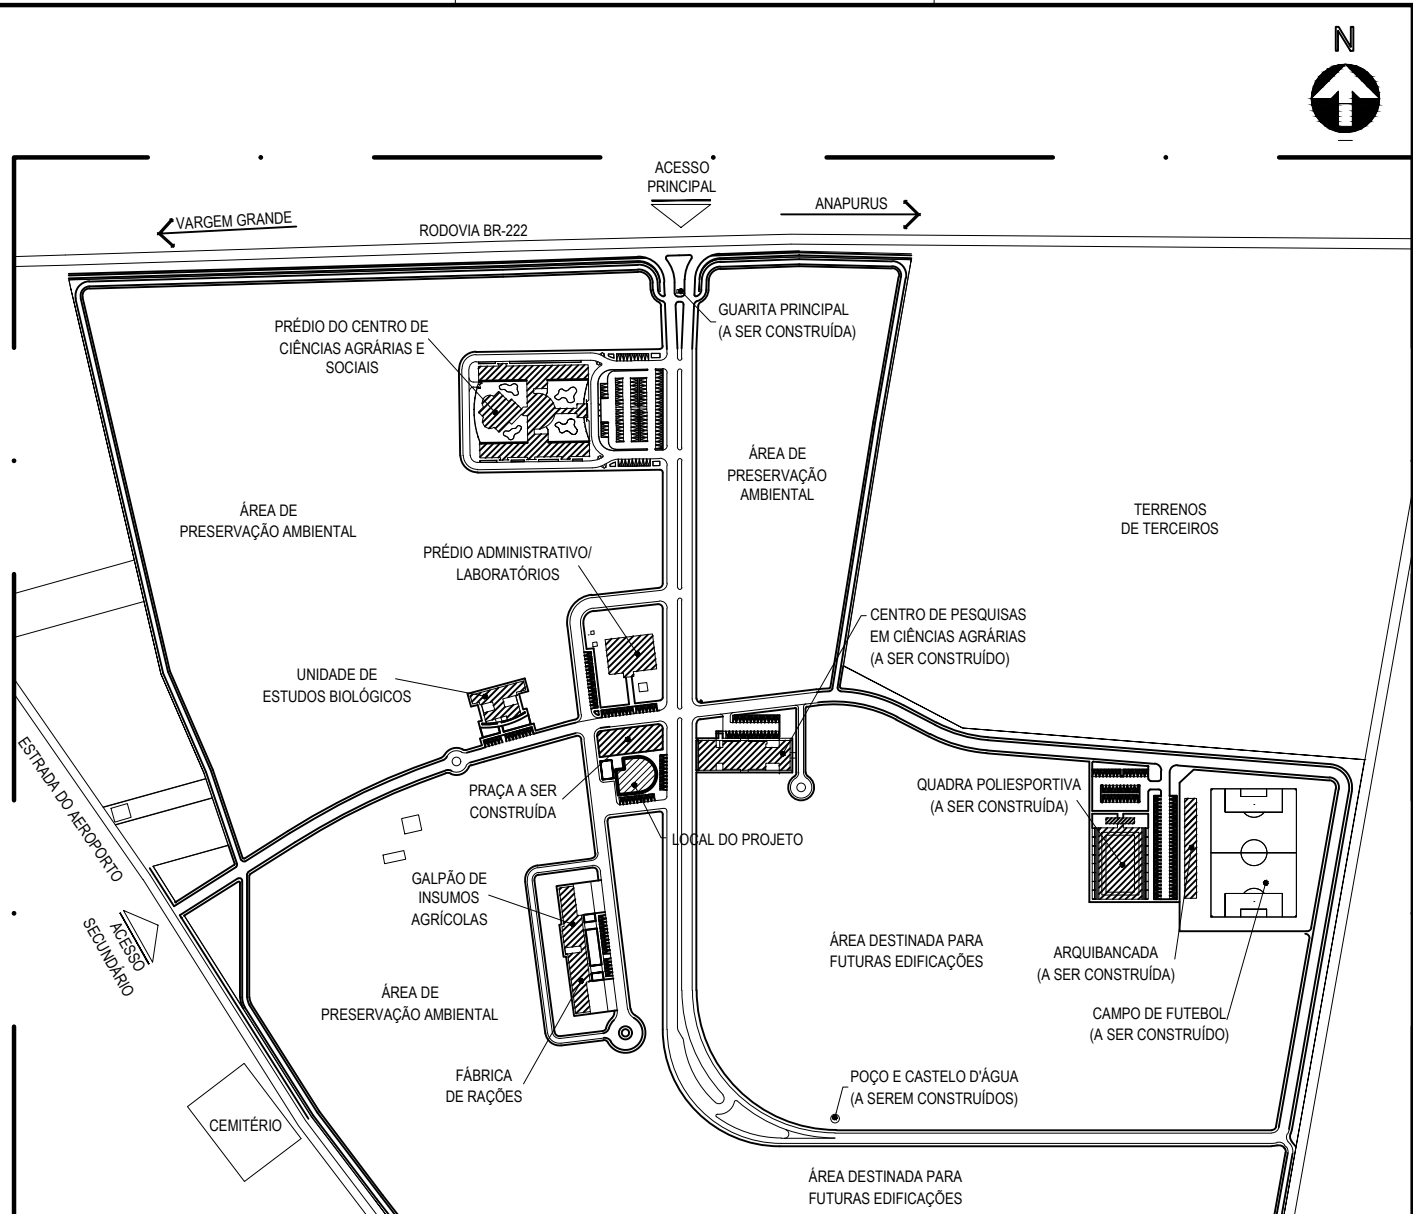 N
ACESSO
PRINCIPAL
VARGEM GRANDE
ANAPURUS
RODOVIA BR-222
GUARITA PRINCIPAL
(A SER CONSTRUÍDA)
PRÉDIO DO CENTRO DE
CIÊNCIAS AGRÁRIAS E
SOCIAIS
ÁREA DE
PRESERVAÇÃO
AMBIENTAL
ÁREA DE
PRESERVAÇÃO AMBIENTAL
TERRENOS
DE TERCEIROS
PRÉDIO ADMINISTRATIVO/
LABORATÓRIOS
CENTRO DE PESQUISAS
EM CIÊNCIAS AGRÁRIAS
(A SER CONSTRUÍDO)
UNIDADE DE
ESTUDOS BIOLÓGICOS
ESTRADA DO AEROPORTO
PRAÇA A SER
CONSTRUÍDA
QUADRA POLIESPORTIVA
(A SER CONSTRUÍDA)
LOCAL DO PROJETO
GALPÃO DE
INSUMOS
AGRÍCOLAS
ACESSO
SECUNDÁRIO
ÁREA DESTINADA PARA
FUTURAS EDIFICAÇÕES
ARQUIBANCADA
(A SER CONSTRUÍDA)
ÁREA DE
PRESERVAÇÃO AMBIENTAL
CAMPO DE FUTEBOL
(A SER CONSTRUÍDO)
FÁBRICA
DE RAÇÕES
POÇO E CASTELO D'ÁGUA
(A SEREM CONSTRUÍDOS)
CEMITÉRIO
ÁREA DESTINADA PARA
FUTURAS EDIFICAÇÕES